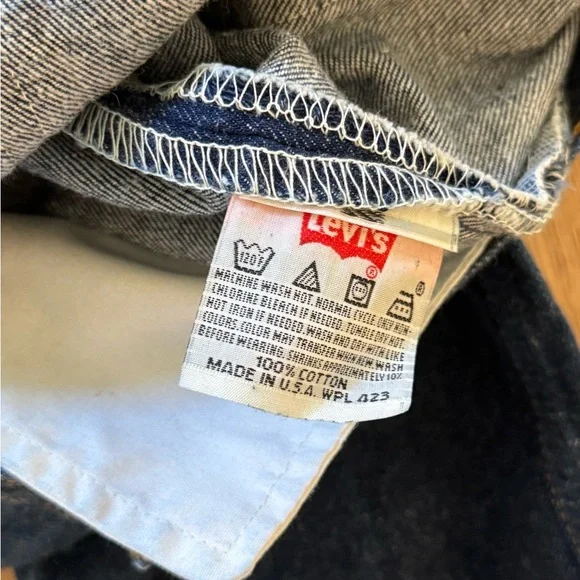 Levi's
®
120F
MACHINE WASH HOT NORMAL CYCLE ONLY NON
CHLORINE BLEACH IF NEEDED. TUMBLE DRY HOT
HOT IRON IF NEEDED. WASH AND DRY WITH LIKE
COLORS. COLOR MAY TRANSFER WHEN NEW. WASH
BEFORE WEARING. SHRINKS APPROXIMATELY 10%
100% COTTON
MADE IN U.S.A. WPL 423